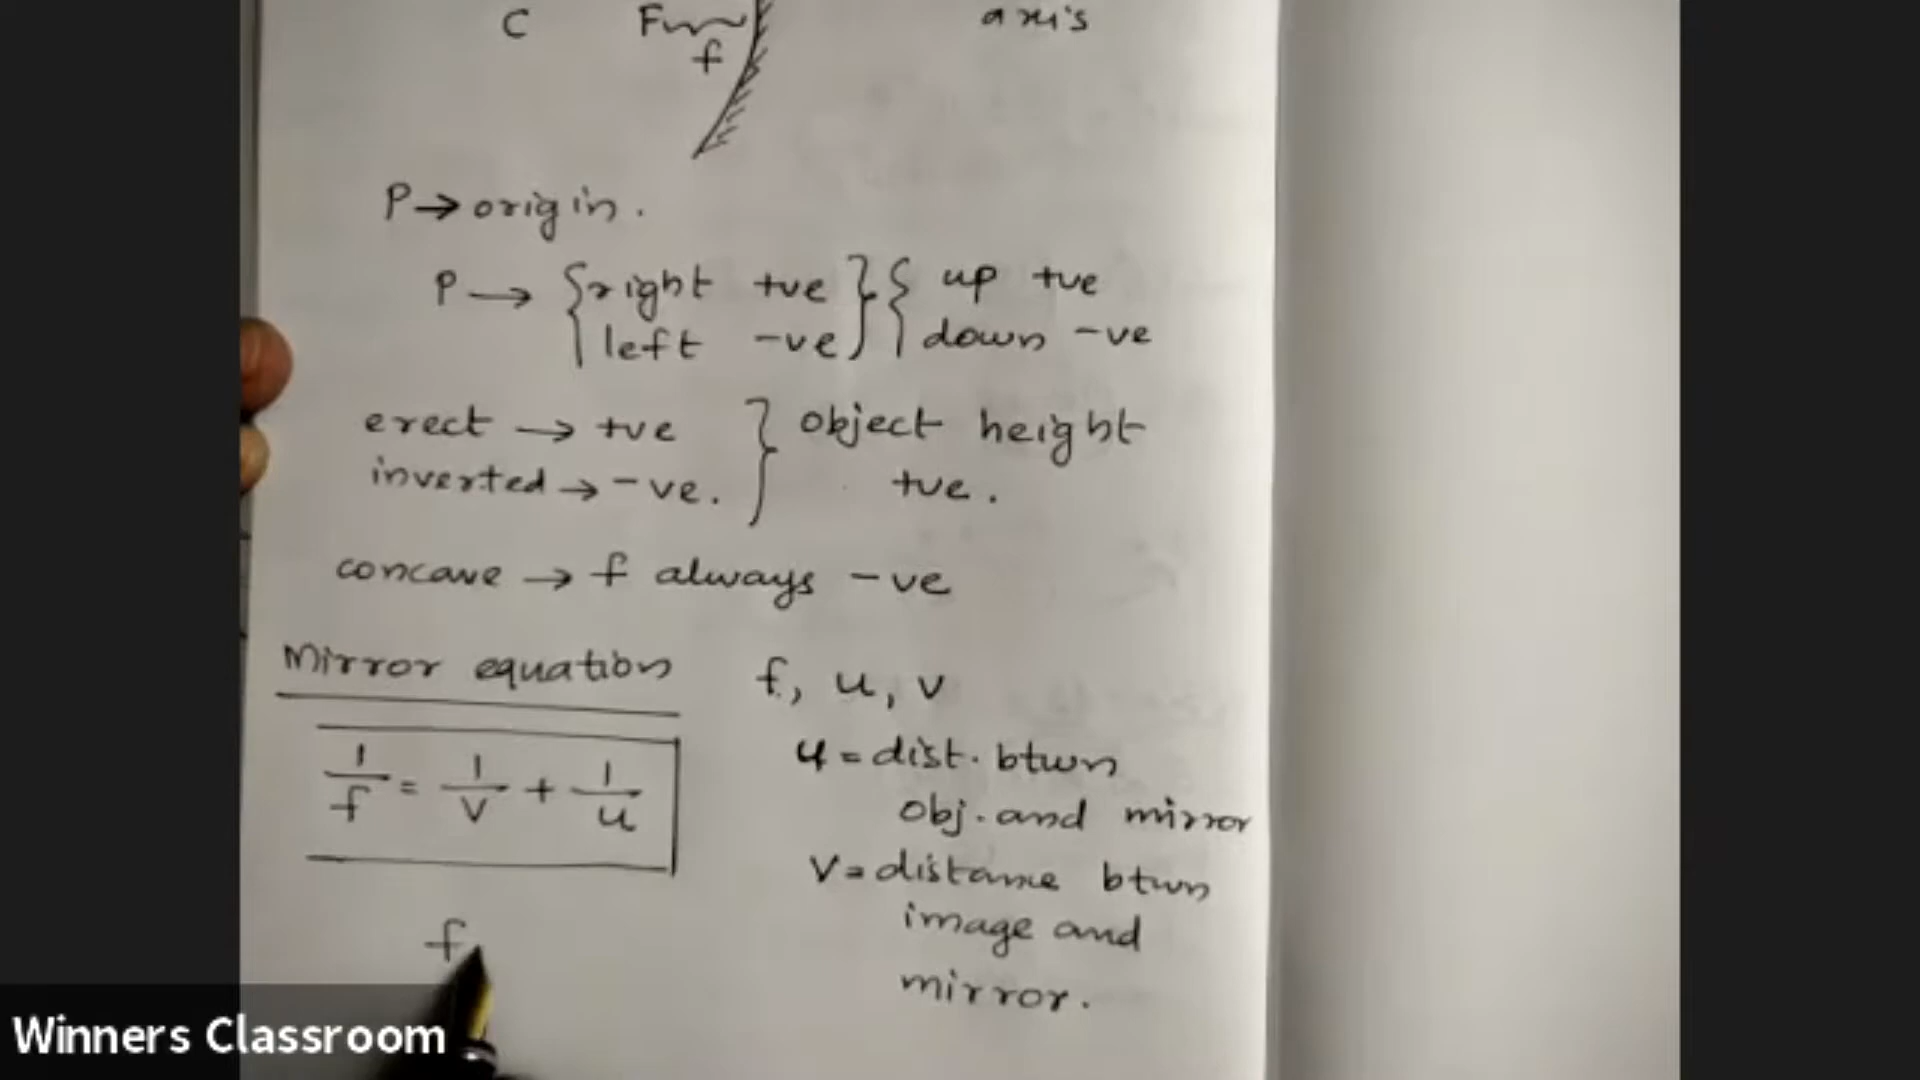 C F axis
f
P→ origin.
P → { right +ve } { up +ve
left -ve down -ve
erect → +ve } object height
inverted → -ve. +ve.
concave → f always -ve
Mirror equation f, u, v
1/f = 1/v + 1/u
u = dist. btwn
obj. and mirror
v = distance btwn
image and
mirror.
f
Winners Classroom